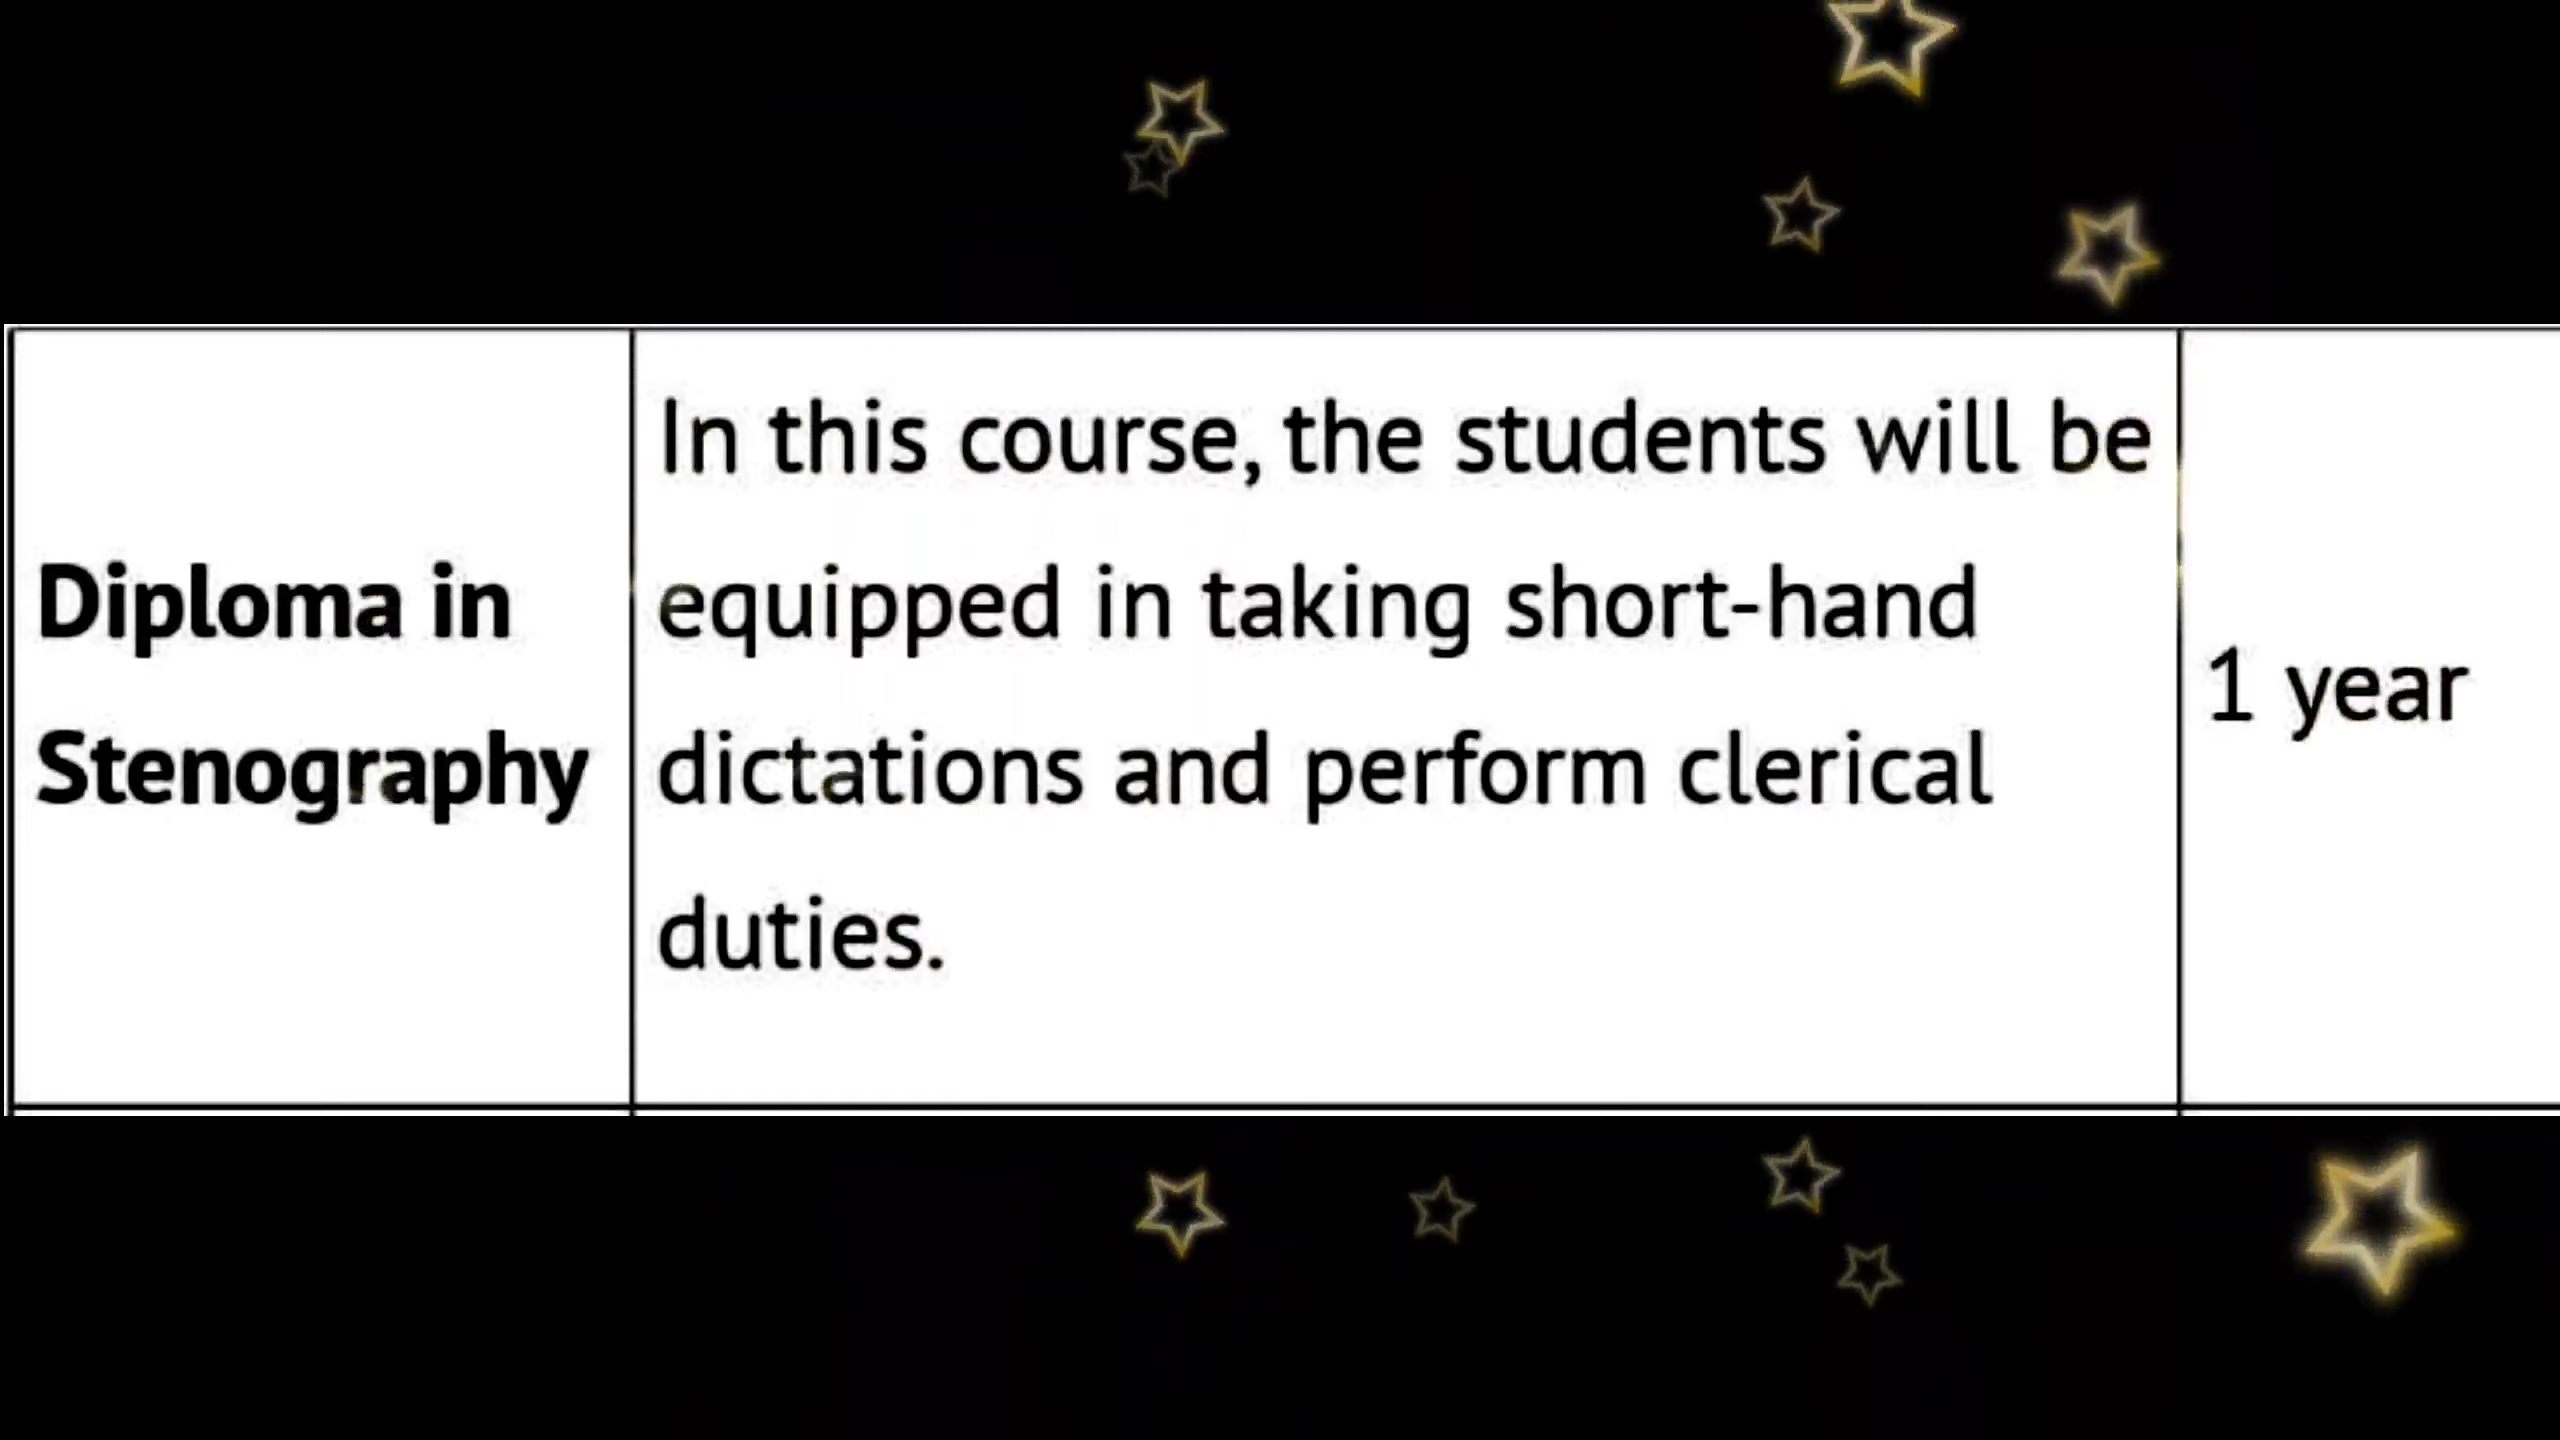 Diploma in
Stenography
In this course, the students will be
equipped in taking short-hand
dictations and perform clerical
duties.
1 year